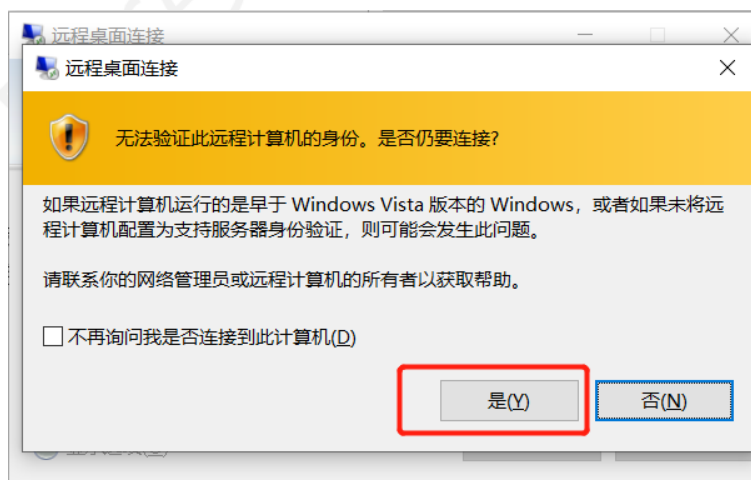 远程桌面连接
远程桌面连接
无法验证此远程计算机的身份。是否仍要连接?
如果远程计算机运行的是早于 Windows Vista 版本的 Windows，或者如果未将远
程计算机配置为支持服务器身份验证，则可能会发生此问题。
请联系你的网络管理员或远程计算机的所有者以获取帮助。
不再询问我是否连接到此计算机(D)
是(Y)
否(N)